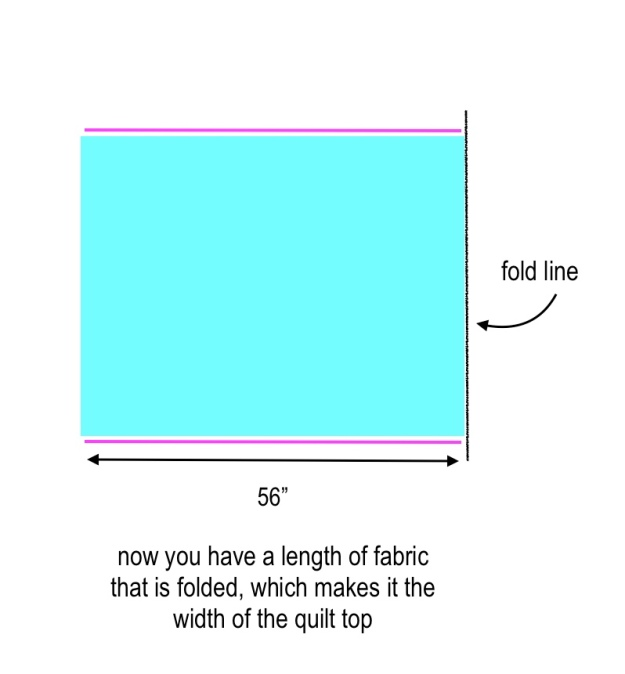 fold line
56”
now you have a length of fabric
that is folded, which makes it the
width of the quilt top